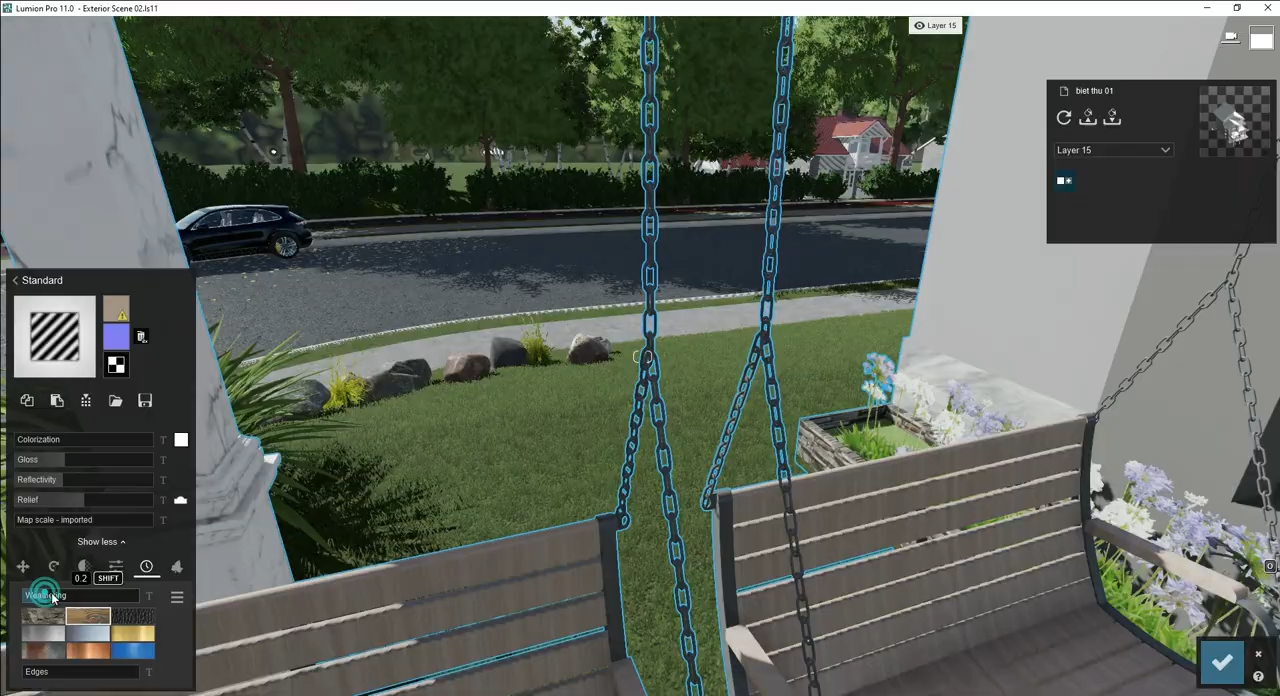 Lumion Pro 11.0 - Exterior Scene 02.ls11
Layer 15
biet thu 01
Layer 15
Standard
Colorization T
Gloss T
Reflectivity T
Relief T
Map scale - imported T
Show less
0.2 SHIFT
Weathering T
Edges T